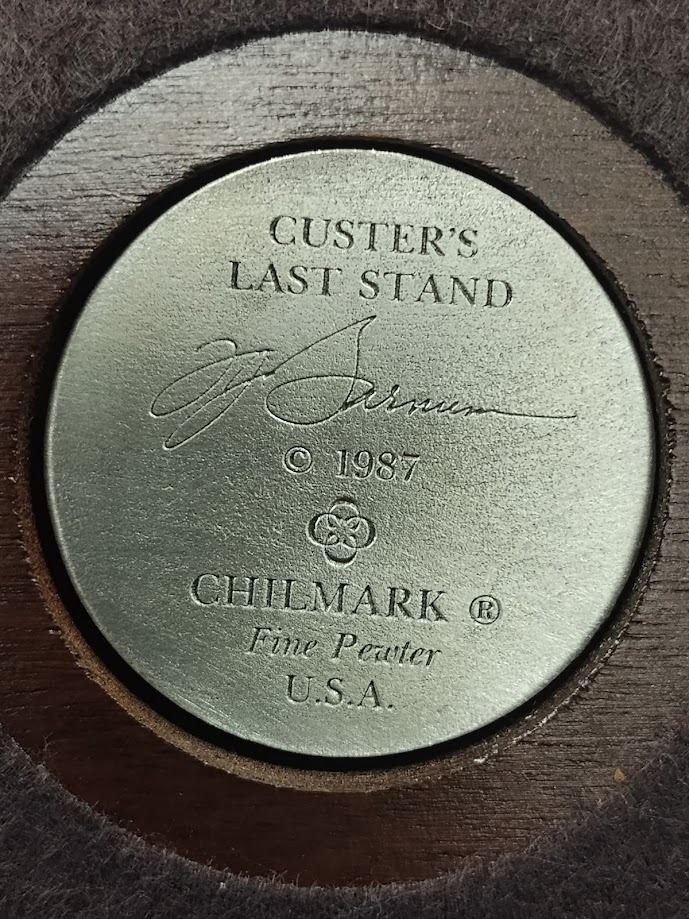 CUSTER'S
LAST STAND
© 1987
CHILMARK ®
Fine Pewter
U.S.A.